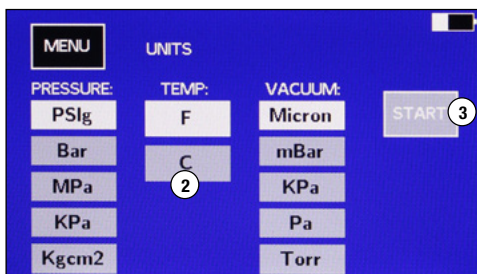 MENU
UNITS
PRESSURE: TEMP: VACUUM:
PSIg F Micron START 3
Bar C mBar
2
MPa KPa
KPa Pa
Kgcm2 Torr